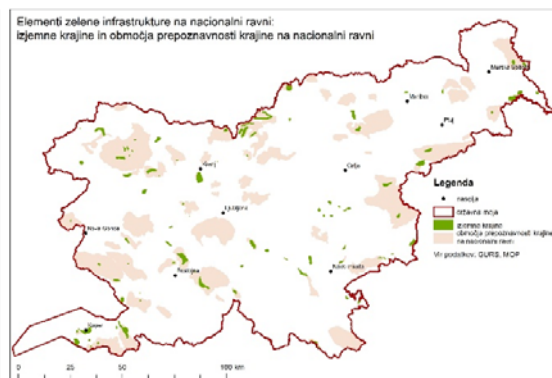 Elementi zelene infrastrukture na nacionalni ravni:
izjemne krajine in območja prepoznavnosti krajine na nacionalni ravni
Murska Sobota
Maribor
Ptuj
Kranj
Celje
Ljubljana
Nova Gorica
Postojna
Novo mesto
Koper
Legenda
naselja
državna meja
izjemne krajine
območja prepoznavnosti krajine
na nacionalni ravni
Vir podatkov: GURS, MOP
0 25 50 100 km